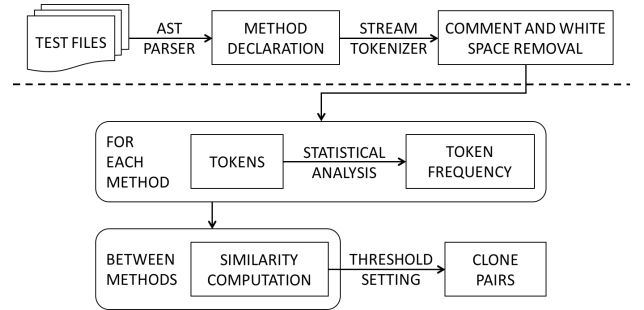 TEST FILES
AST
PARSER
METHOD
DECLARATION
STREAM
TOKENIZER
COMMENT AND WHITE
SPACE REMOVAL
FOR
EACH
METHOD
TOKENS
STATISTICAL
ANALYSIS
TOKEN
FREQUENCY
BETWEEN
METHODS
SIMILARITY
COMPUTATION
THRESHOLD
SETTING
CLONE
PAIRS